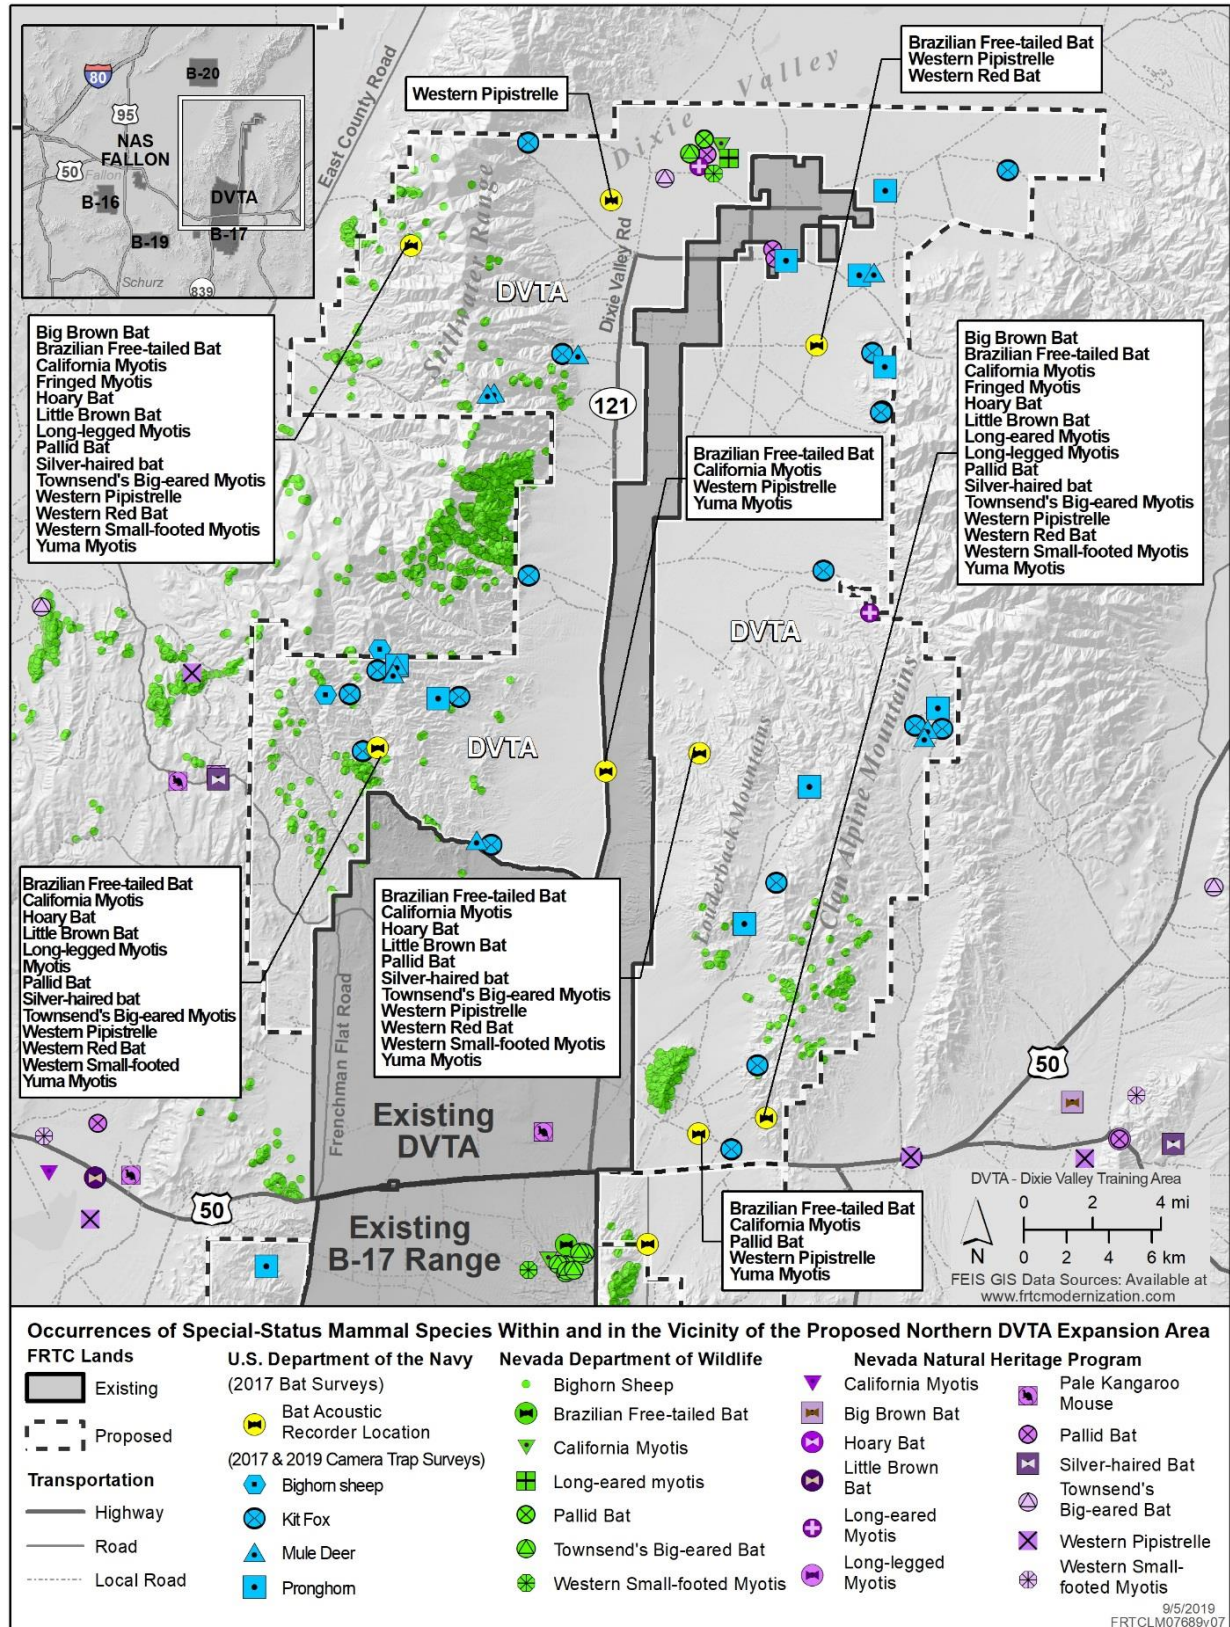 80
B-20
95
NAS
FALLON
50
Fallon
B-16
DVTA
B-19
B-17
Schurz
839
East County Road
Western Pipistrelle
Brazilian Free-tailed Bat
Western Pipistrelle
Western Red Bat
Dixie Valley
Stillwater Range
Dixie Valley Rd
DVTA
121
Big Brown Bat
Brazilian Free-tailed Bat
California Myotis
Fringed Myotis
Hoary Bat
Little Brown Bat
Long-legged Myotis
Pallid Bat
Silver-haired bat
Townsend's Big-eared Myotis
Western Pipistrelle
Western Red Bat
Western Small-footed Myotis
Yuma Myotis
Big Brown Bat
Brazilian Free-tailed Bat
California Myotis
Fringed Myotis
Hoary Bat
Little Brown Bat
Long-eared Myotis
Long-legged Myotis
Pallid Bat
Silver-haired bat
Townsend's Big-eared Myotis
Western Pipistrelle
Western Red Bat
Western Small-footed Myotis
Yuma Myotis
Brazilian Free-tailed Bat
California Myotis
Western Pipistrelle
Yuma Myotis
DVTA
DVTA
Louderback Mountains
Clan Alpine Mountains
Brazilian Free-tailed Bat
California Myotis
Hoary Bat
Little Brown Bat
Long-legged Myotis
Myotis
Pallid Bat
Silver-haired bat
Townsend's Big-eared Myotis
Western Pipistrelle
Western Red Bat
Western Small-footed
Yuma Myotis
Brazilian Free-tailed Bat
California Myotis
Hoary Bat
Little Brown Bat
Pallid Bat
Silver-haired bat
Townsend's Big-eared Myotis
Western Pipistrelle
Western Red Bat
Western Small-footed Myotis
Yuma Myotis
Frenchman Flat Road
Existing
DVTA
50
50
Existing
B-17 Range
Brazilian Free-tailed Bat
California Myotis
Pallid Bat
Western Pipistrelle
Yuma Myotis
DVTA - Dixie Valley Training Area
0 2 4 mi
0 2 4 6 km
N
FEIS GIS Data Sources: Available at
www.frtcmodernization.com
Occurrences of Special-Status Mammal Species Within and in the Vicinity of the Proposed Northern DVTA Expansion Area
FRTC Lands
Existing
Proposed
Transportation
Highway
Road
Local Road
U.S. Department of the Navy
(2017 Bat Surveys)
Bat Acoustic
Recorder Location
(2017 & 2019 Camera Trap Surveys)
Bighorn sheep
Kit Fox
Mule Deer
Pronghorn
Nevada Department of Wildlife
Bighorn Sheep
Brazilian Free-tailed Bat
California Myotis
Long-eared myotis
Pallid Bat
Townsend's Big-eared Bat
Western Small-footed Myotis
Nevada Natural Heritage Program
California Myotis
Big Brown Bat
Hoary Bat
Little Brown
Bat
Long-eared
Myotis
Long-legged
Myotis
Pale Kangaroo
Mouse
Pallid Bat
Silver-haired Bat
Townsend's
Big-eared Bat
Western Pipistrelle
Western Small-
footed Myotis
9/5/2019
FRTCLM07689v07